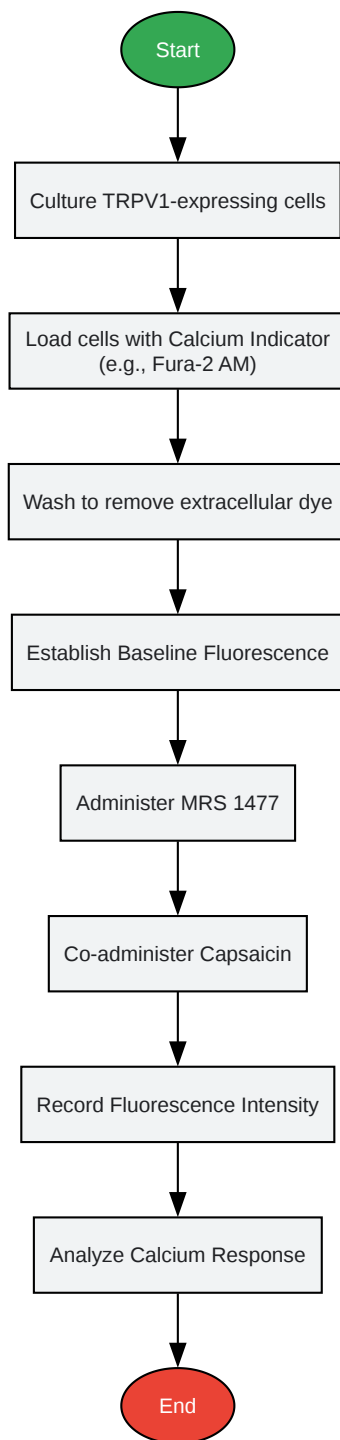 Start
Culture TRPV1-expressing cells
Load cells with Calcium Indicator
(e.g., Fura-2 AM)
Wash to remove extracellular dye
Establish Baseline Fluorescence
Administer MRS 1477
Co-administer Capsaicin
Record Fluorescence Intensity
Analyze Calcium Response
End